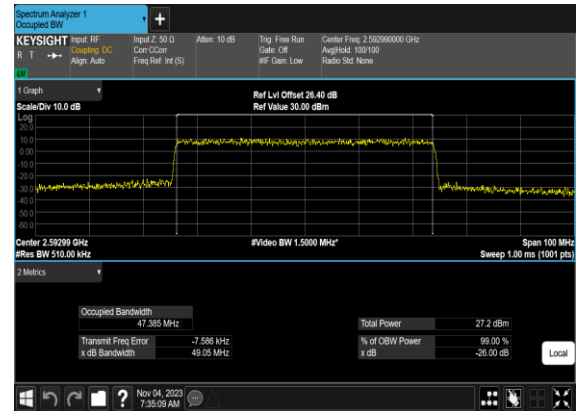 Spectrum Analyzer 1
Occupied BW
+
KEYSIGHT
R T
Input: RF
Coupling: DC
Align: Auto
Input Z: 50 Ω
Corr CCorr
Freq Ref: Int (S)
Atten: 10 dB
Trig: Free Run
Gate: Off
#IF Gain: Low
Center Freq: 2.592990000 GHz
Avg|Hold: 100/100
Radio Std: None
1 Graph
Scale/Div 10.0 dB
Ref Lvl Offset 26.40 dB
Ref Value 30.00 dBm
Log
20.0
10.0
0.00
-10.0
-20.0
-30.0
-40.0
-50.0
-60.0
Center 2.59299 GHz
#Res BW 510.00 kHz
#Video BW 1.5000 MHz*
Span 100 MHz
Sweep 1.00 ms (1001 pts)
2 Metrics
Occupied Bandwidth
47.385 MHz
Total Power 27.2 dBm
Transmit Freq Error -7.586 kHz
% of OBW Power 99.00 %
x dB Bandwidth 49.05 MHz
x dB -26.00 dB
Local
?
Nov 04, 2023
7:35:09 AM